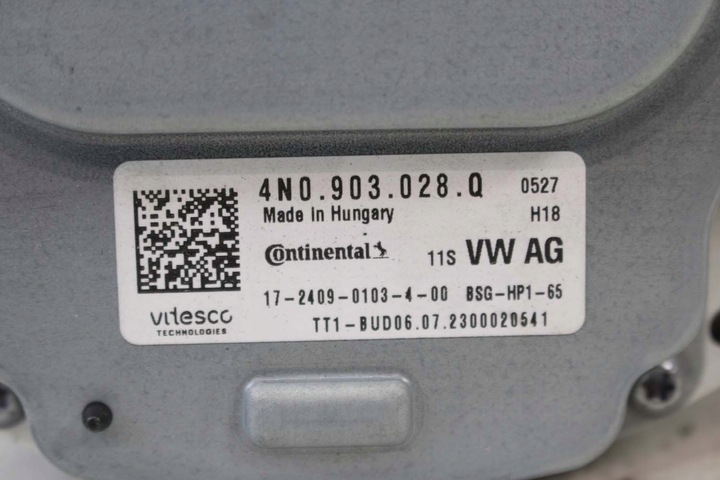 4N0.903.028.Q 0527
Made in Hungary H18
Continental 11S VW AG
17-2409-0103-4-00 BSG-HP1-65
vitesco
TECHNOLOGIES
TT1-BUD06.07.2300020541